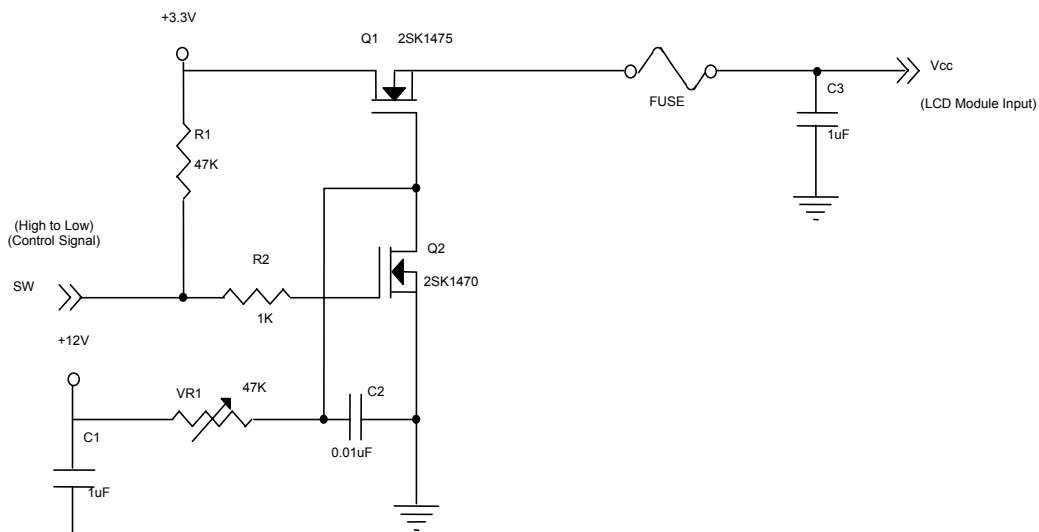 +3.3V
Q1 2SK1475
Vcc
C3
FUSE
(LCD Module Input)
R1
1uF
47K
(High to Low)
(Control Signal)
Q2
R2
SW
2SK1470
1K
+12V
VR1 47K
C2
C1
0.01uF
1uF